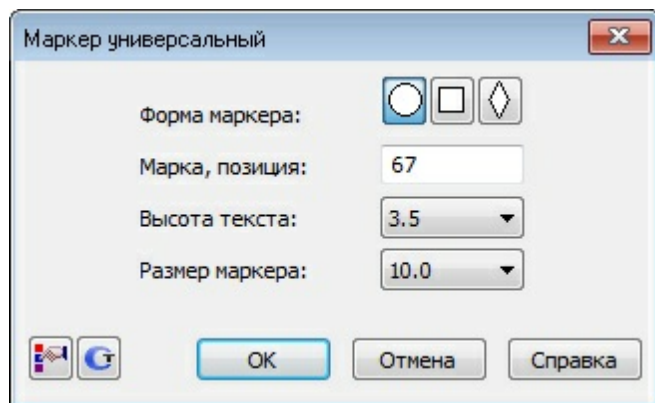 Маркер универсальный
Форма маркера:
Марка, позиция: 67
Высота текста: 3.5
Размер маркера: 10.0
OK Отмена Справка